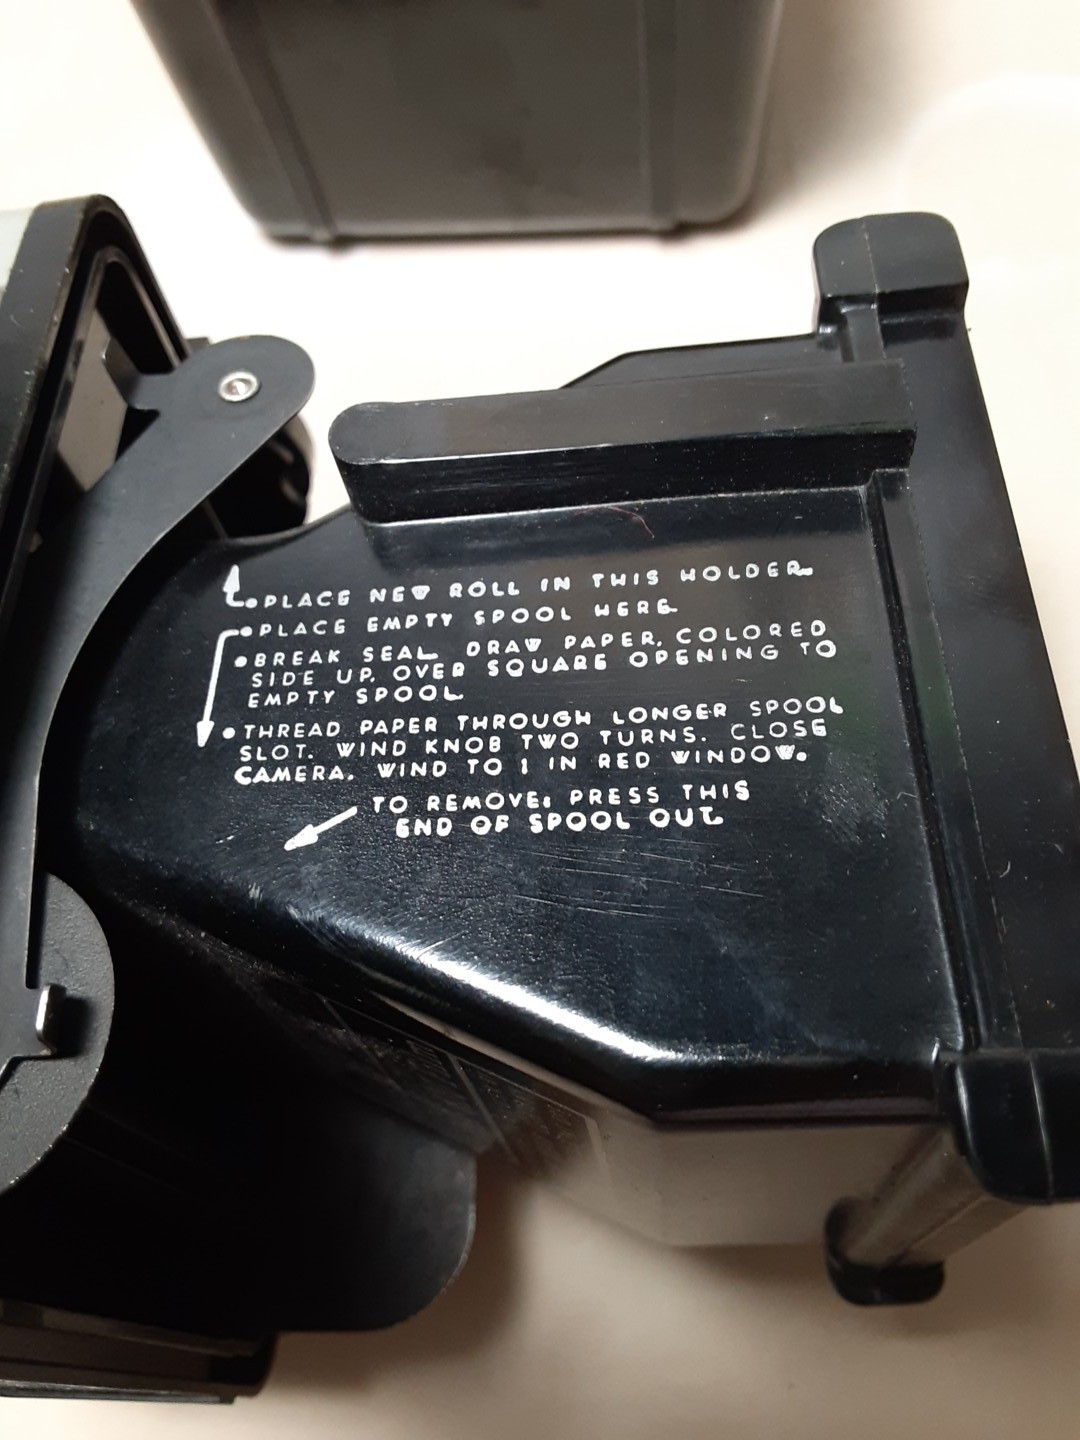 •PLACE NEW ROLL IN THIS HOLDER
•PLACE EMPTY SPOOL HERE
•BREAK SEAL. DRAW PAPER, COLORED
SIDE UP, OVER SQUARE OPENING TO
EMPTY SPOOL
•THREAD PAPER THROUGH LONGER SPOOL
SLOT. WIND KNOB TWO TURNS. CLOSE
CAMERA. WIND TO 1 IN RED WINDOW.
TO REMOVE: PRESS THIS
END OF SPOOL OUT